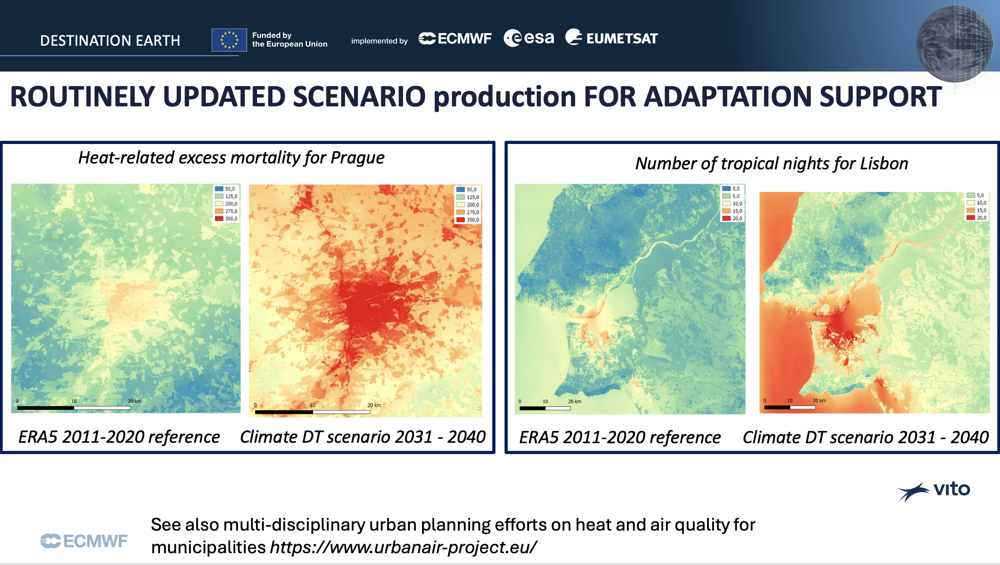 DESTINATION EARTH
Funded by
the European Union
implemented by
ECMWF
esa
EUMETSAT
ROUTINELY UPDATED SCENARIO production FOR ADAPTATION SUPPORT
Heat-related excess mortality for Prague
50,0
125,0
200,0
275,0
350,0
0 10 20 km
50,0
125,0
200,0
275,0
350,0
0 10 20 km
ERA5 2011-2020 reference
Climate DT scenario 2031 - 2040
Number of tropical nights for Lisbon
0,0
5,0
10,0
15,0
20,0
0 10 20 km
5,0
10,0
15,0
20,0
0 10 20 km
ERA5 2011-2020 reference
Climate DT scenario 2031 - 2040
vito
ECMWF
See also multi-disciplinary urban planning efforts on heat and air quality for
municipalities https://www.urbanair-project.eu/